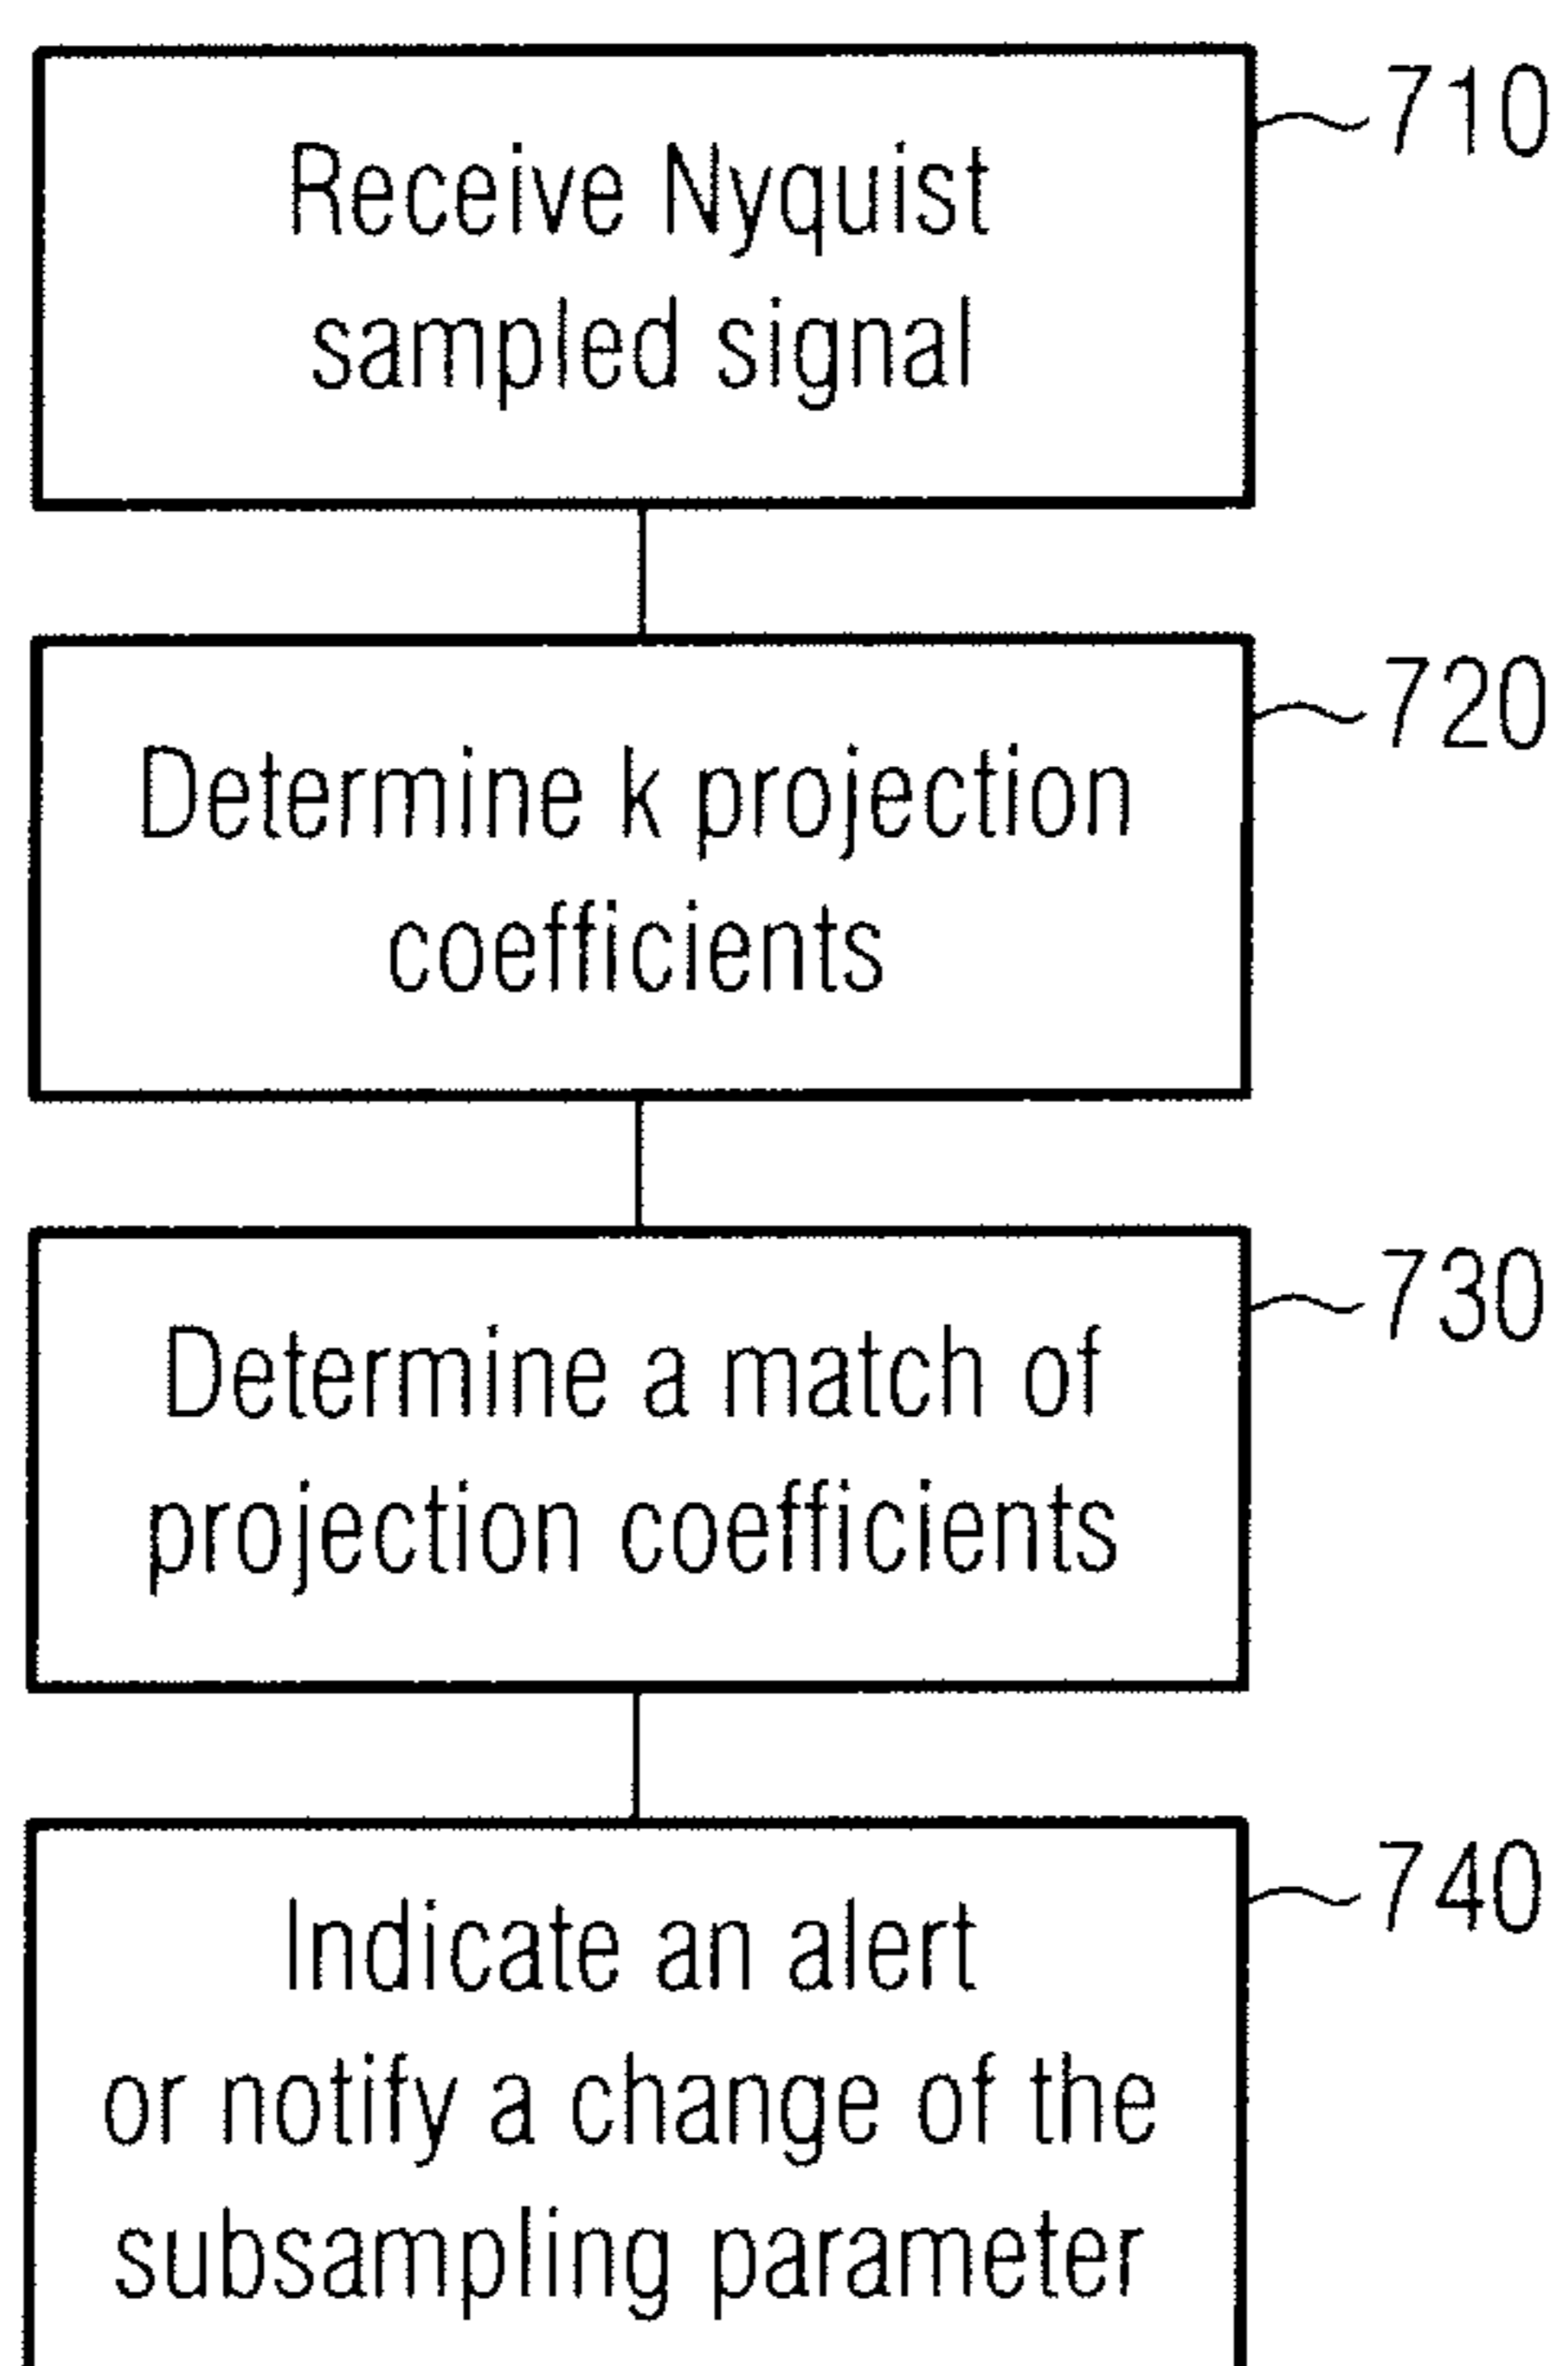 710
Receive Nyquist
sampled signal
720
Determine k projection
coefficients
730
Determine a match of
projection coefficients
740
Indicate an alert
or notify a change of the
subsampling parameter